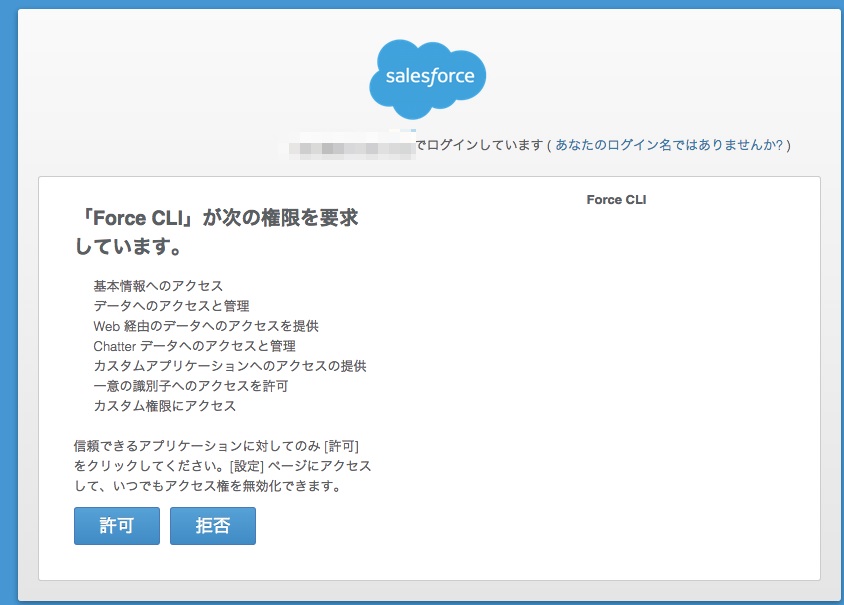 salesforce
でログインしています ( あなたのログイン名ではありませんか? )
「Force CLI」が次の権限を要求
しています。
Force CLI
基本情報へのアクセス
データへのアクセスと管理
Web 経由のデータへのアクセスを提供
Chatter データへのアクセスと管理
カスタムアプリケーションへのアクセスの提供
一意の識別子へのアクセスを許可
カスタム権限にアクセス
信頼できるアプリケーションに対してのみ [許可]
をクリックしてください。[設定] ページにアクセス
して、いつでもアクセス権を無効化できます。
許可
拒否